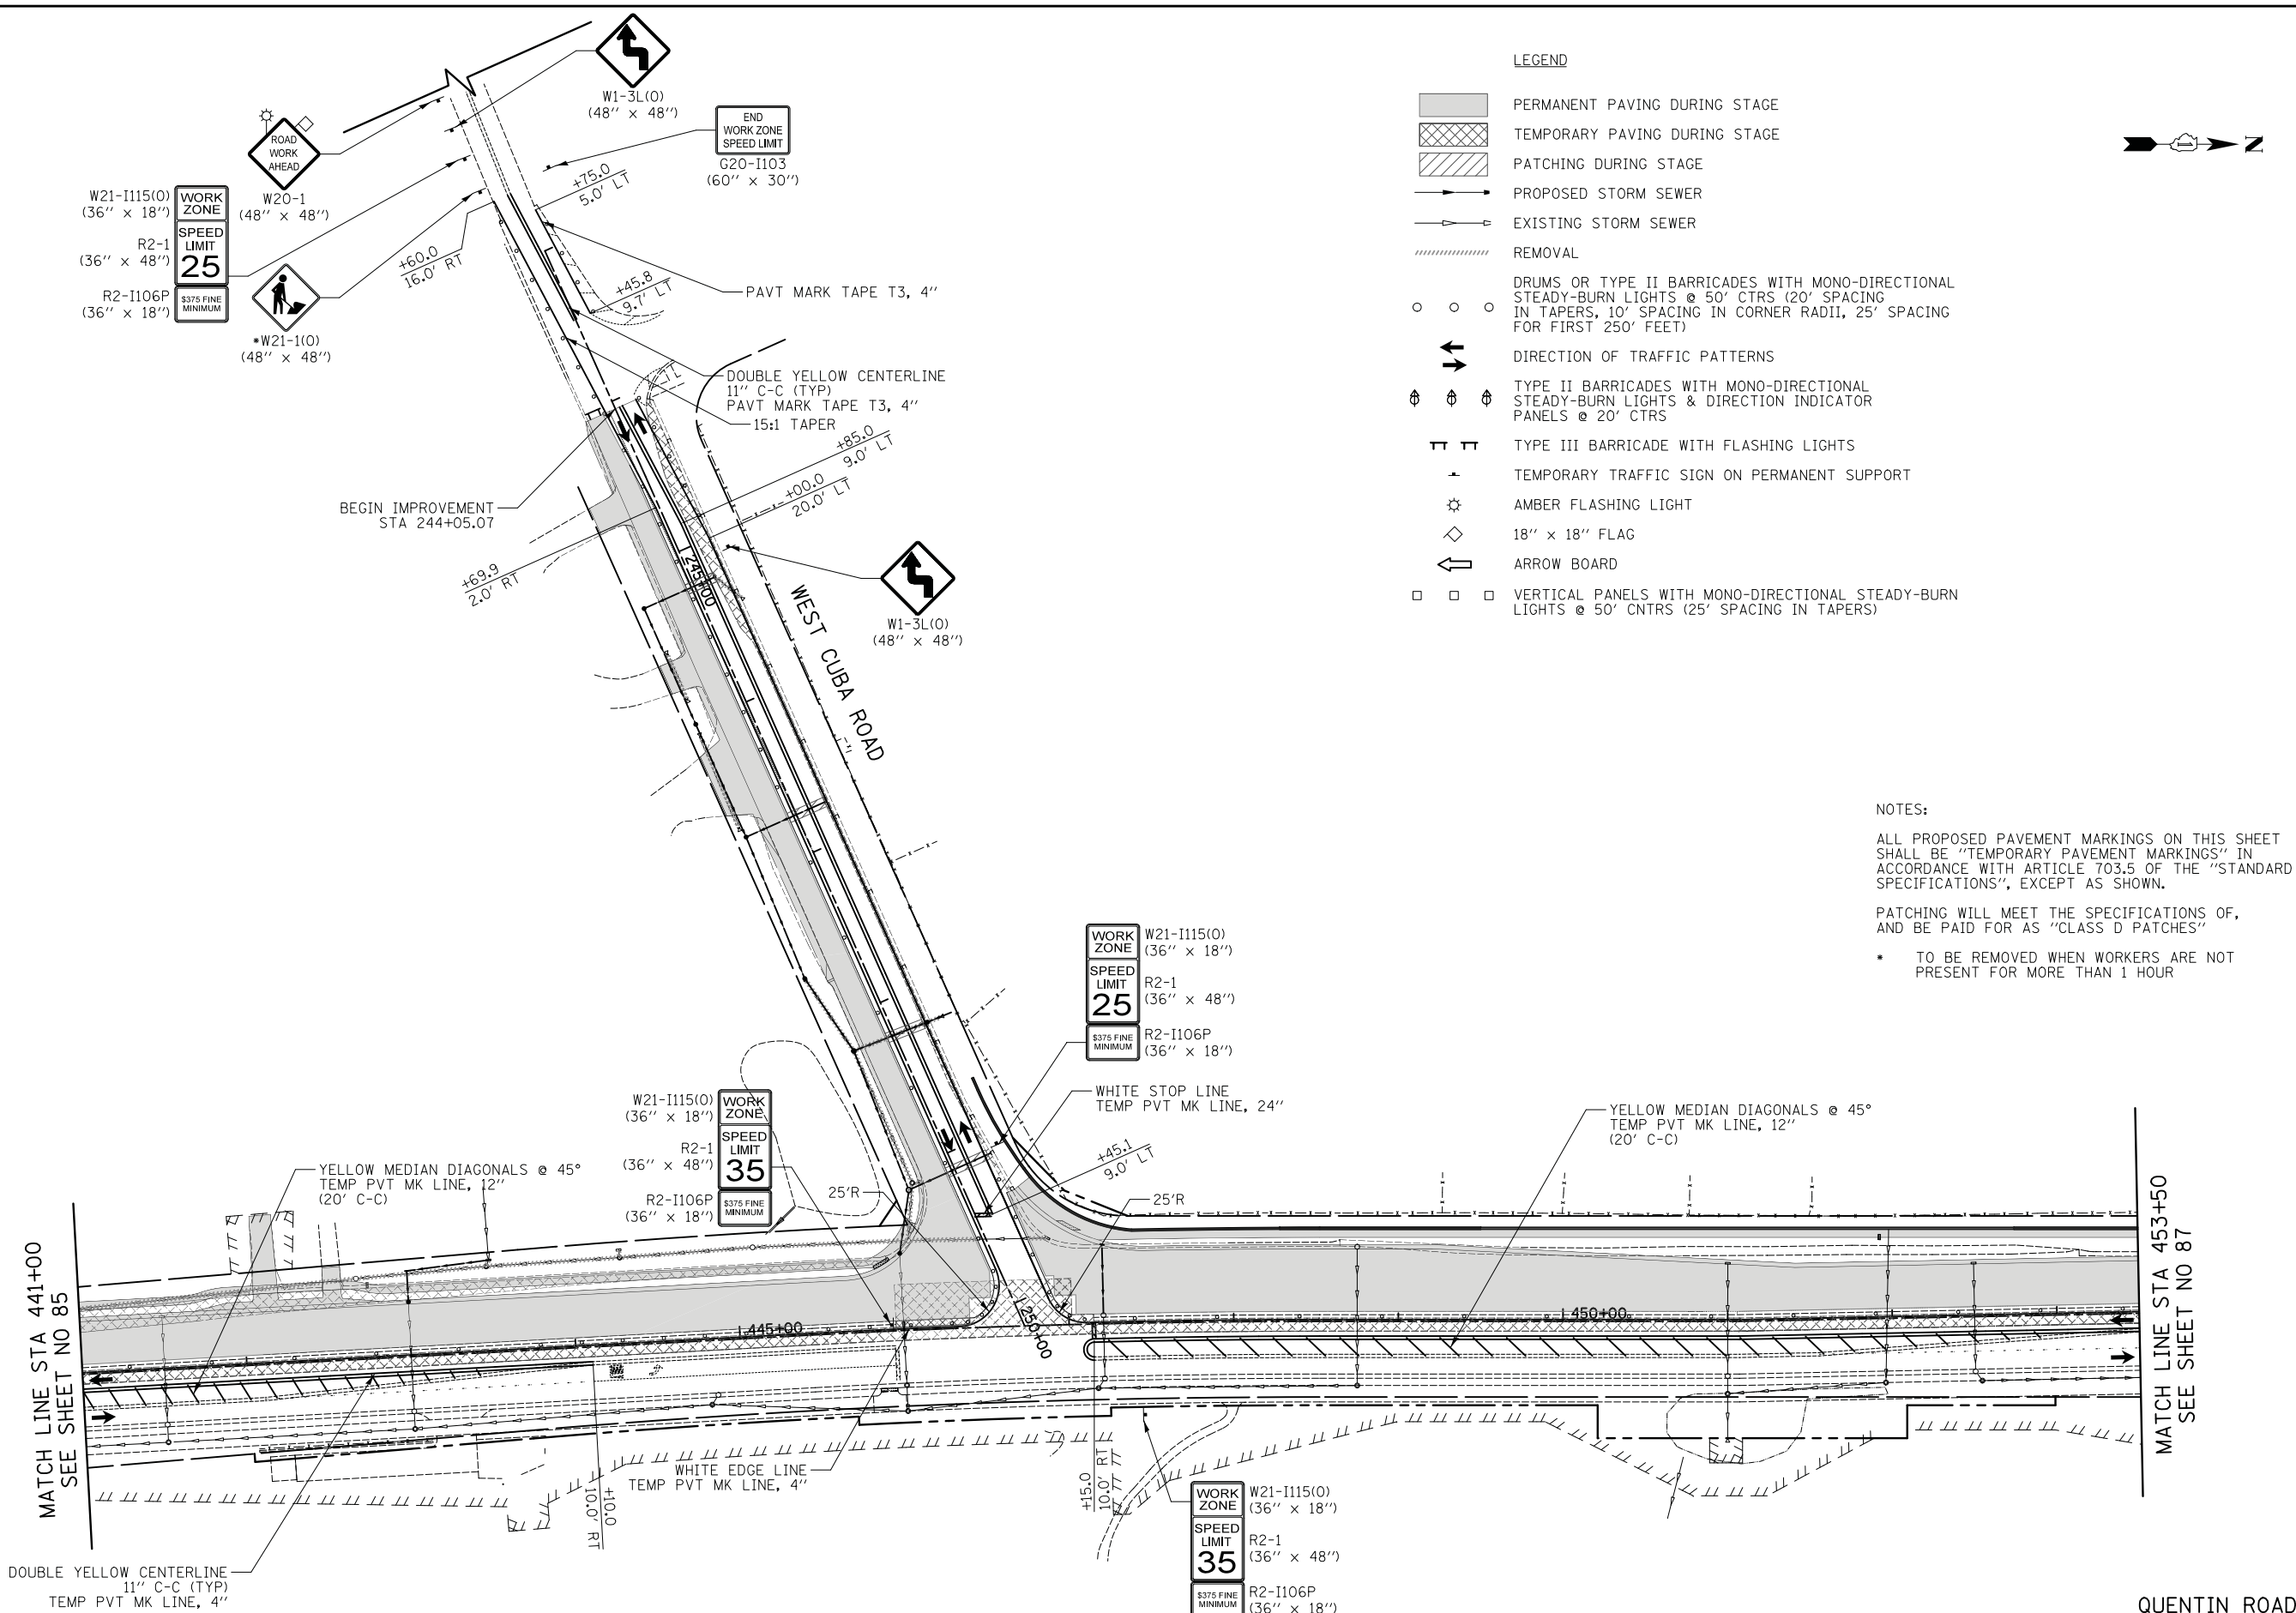 W1-3L(O)
(48" × 48")
END
WORK ZONE
SPEED LIMIT
G20-I103
(60" × 30")
ROAD
WORK
AHEAD
W20-1
(48" × 48")
W21-I115(O)
(36" × 18")
WORK
ZONE
SPEED
LIMIT
25
R2-1
(36" × 48")
R2-I106P
(36" × 18")
$375 FINE
MINIMUM
*W21-1(O)
(48" × 48")
+75.0
5.0' LT
+60.0
16.0' RT
+45.8
9.7' LT
PAVT MARK TAPE T3, 4"
DOUBLE YELLOW CENTERLINE
11" C-C (TYP)
PAVT MARK TAPE T3, 4"
15:1 TAPER
+85.0
9.0' LT
+00.0
20.0' LT
BEGIN IMPROVEMENT
STA 244+05.07
+69.9
2.0' RT
245+00
W1-3L(O)
(48" × 48")
WEST CUBA ROAD
LEGEND
PERMANENT PAVING DURING STAGE
TEMPORARY PAVING DURING STAGE
PATCHING DURING STAGE
PROPOSED STORM SEWER
EXISTING STORM SEWER
REMOVAL
DRUMS OR TYPE II BARRICADES WITH MONO-DIRECTIONAL
STEADY-BURN LIGHTS @ 50' CTRS (20' SPACING
IN TAPERS, 10' SPACING IN CORNER RADII, 25' SPACING
FOR FIRST 250' FEET)
DIRECTION OF TRAFFIC PATTERNS
TYPE II BARRICADES WITH MONO-DIRECTIONAL
STEADY-BURN LIGHTS & DIRECTION INDICATOR
PANELS @ 20' CTRS
TYPE III BARRICADE WITH FLASHING LIGHTS
TEMPORARY TRAFFIC SIGN ON PERMANENT SUPPORT
AMBER FLASHING LIGHT
18" × 18" FLAG
ARROW BOARD
VERTICAL PANELS WITH MONO-DIRECTIONAL STEADY-BURN
LIGHTS @ 50' CNTRS (25' SPACING IN TAPERS)
N
NOTES:
ALL PROPOSED PAVEMENT MARKINGS ON THIS SHEET
SHALL BE "TEMPORARY PAVEMENT MARKINGS" IN
ACCORDANCE WITH ARTICLE 703.5 OF THE "STANDARD
SPECIFICATIONS", EXCEPT AS SHOWN.
PATCHING WILL MEET THE SPECIFICATIONS OF,
AND BE PAID FOR AS "CLASS D PATCHES"
* TO BE REMOVED WHEN WORKERS ARE NOT
PRESENT FOR MORE THAN 1 HOUR
WORK
ZONE
W21-I115(O)
(36" × 18")
SPEED
LIMIT
25
R2-1
(36" × 48")
$375 FINE
MINIMUM
R2-I106P
(36" × 18")
WHITE STOP LINE
TEMP PVT MK LINE, 24"
+45.1
9.0' LT
25'R
W21-I115(O)
(36" × 18")
WORK
ZONE
R2-1
(36" × 48")
SPEED
LIMIT
35
R2-I106P
(36" × 18")
$375 FINE
MINIMUM
25'R
YELLOW MEDIAN DIAGONALS @ 45°
TEMP PVT MK LINE, 12"
(20' C-C)
YELLOW MEDIAN DIAGONALS @ 45°
TEMP PVT MK LINE, 12"
(20' C-C)
MATCH LINE STA 441+00
SEE SHEET NO 85
MATCH LINE STA 453+50
SEE SHEET NO 87
445+00
250+00
450+00
WHITE EDGE LINE
TEMP PVT MK LINE, 4"
+10.0
10.0' RT
+15.0
10.0' RT
DOUBLE YELLOW CENTERLINE
11" C-C (TYP)
TEMP PVT MK LINE, 4"
WORK
ZONE
W21-I115(O)
(36" × 18")
SPEED
LIMIT
35
R2-1
(36" × 48")
$375 FINE
MINIMUM
R2-I106P
(36" × 18")
QUENTIN ROAD